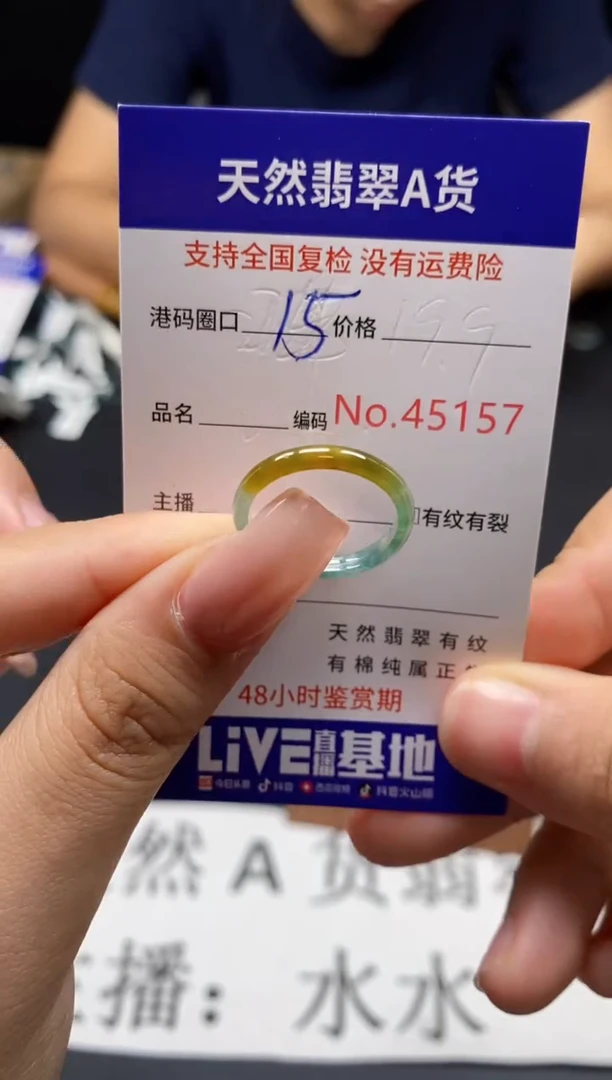 天然翡翠A货
支持全国复检 没有运费险
港码圈口 15 价格 19.9
品名 编码 No.45157
主播 有纹有裂
天然翡翠有纹
有棉纯属正
48小时鉴赏期
LiVE直播基地
今日头条 抖音 西瓜视频 抖音火山版
然A货翡
主播：水水